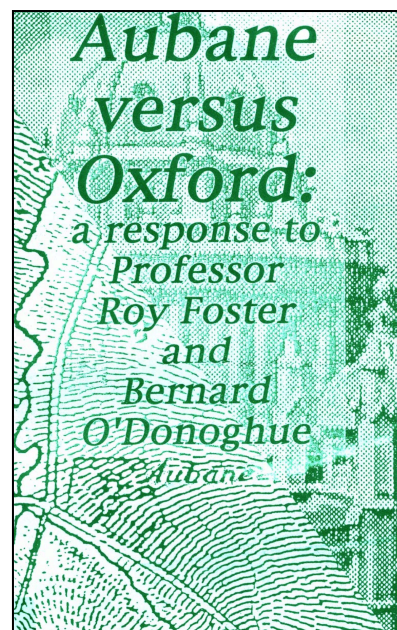 Aubane
versus
Oxford:
a response to
Professor
Roy Foster
and
Bernard
O'Donoghue
Aubane